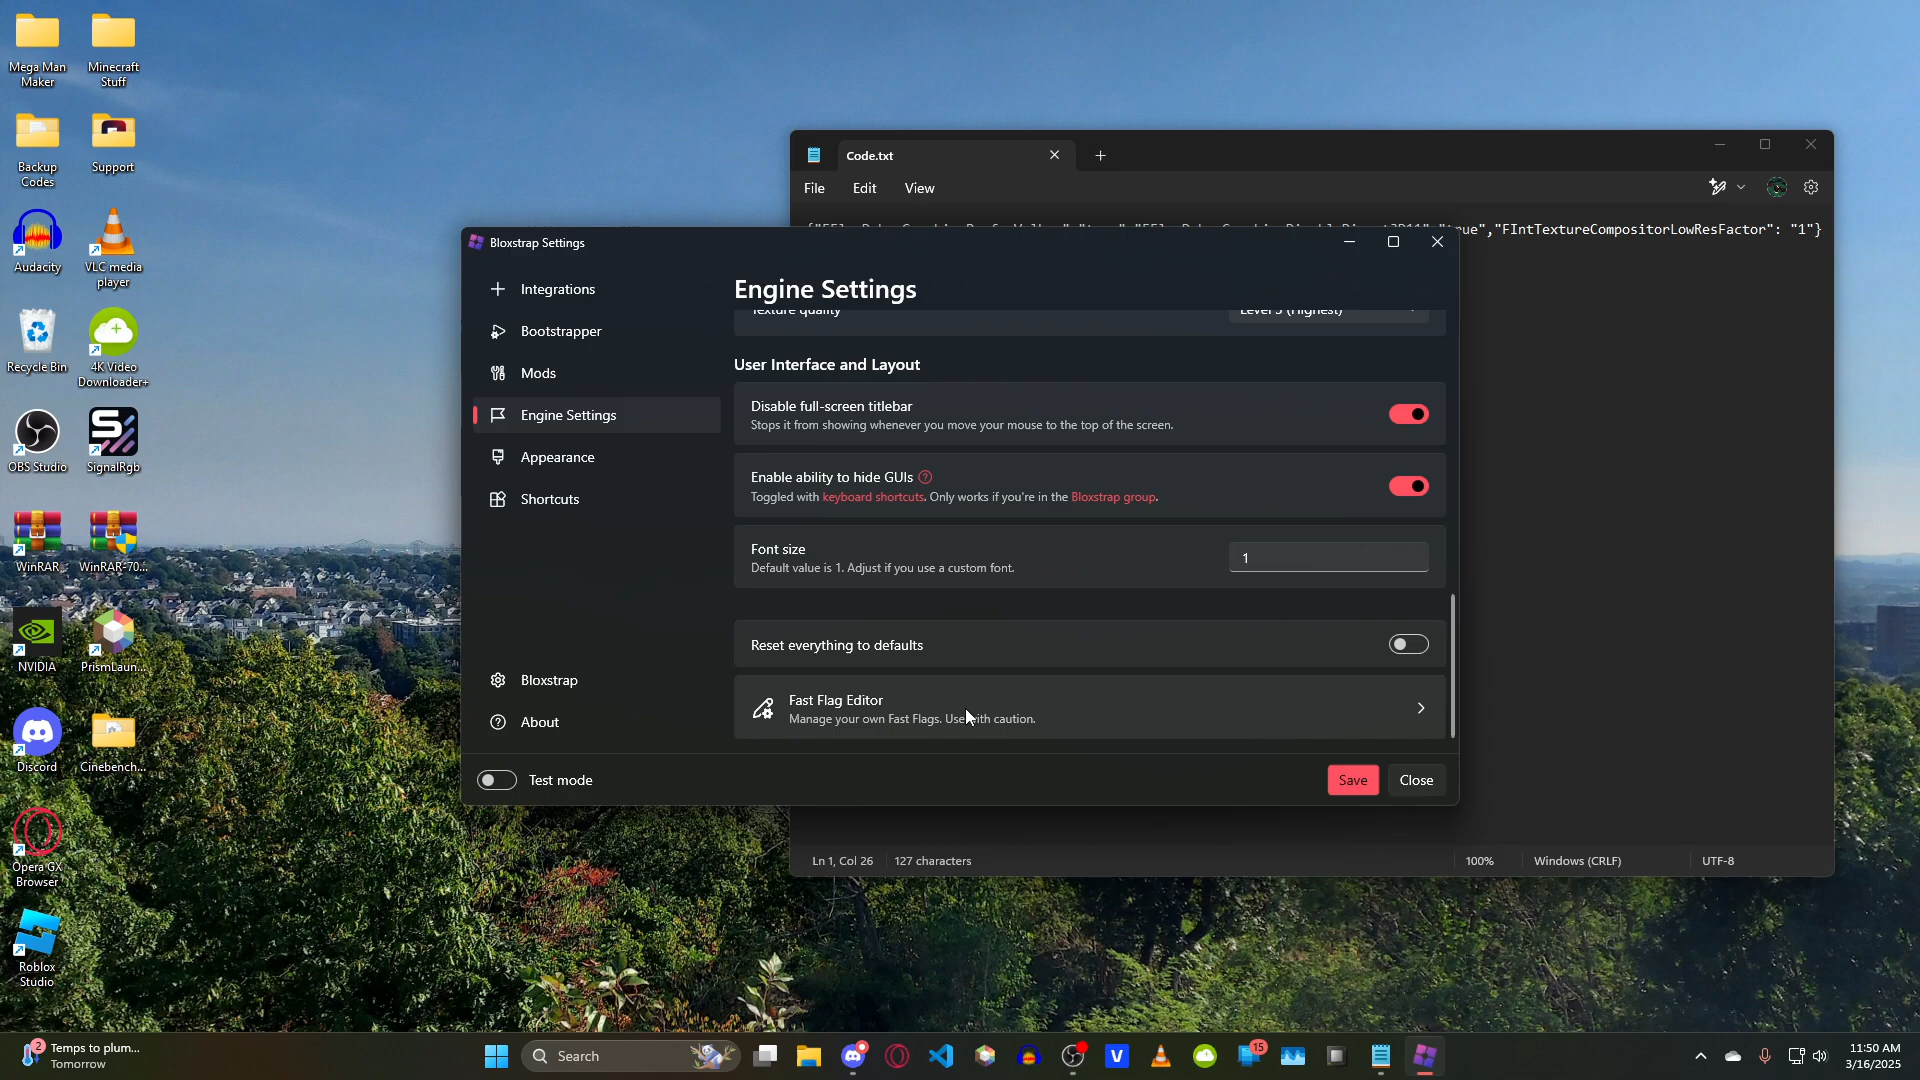 Mega Man
Maker
Minecraft
Stuff
Backup
Codes
Support
Audacity
VLC media
player
Recycle Bin
4K Video
Downloader+
OBS Studio
SignalRgb
WinRAR
WinRAR-70...
NVIDIA
PrismLaun...
Discord
Cinebench...
Opera GX
Browser
Roblox
Studio
Code.txt
File
Edit
View
"FIntTextureCompositorLowResFactor": "1"}
Ln 1, Col 26
127 characters
100%
Windows (CRLF)
UTF-8
Bloxstrap Settings
Integrations
Bootstrapper
Mods
Engine Settings
Appearance
Shortcuts
Bloxstrap
About
Engine Settings
Texture quality
User Interface and Layout
Disable full-screen titlebar
Stops it from showing whenever you move your mouse to the top of the screen.
Enable ability to hide GUIs
Toggled with keyboard shortcuts. Only works if you're in the Bloxstrap group.
Font size
Default value is 1. Adjust if you use a custom font.
1
Reset everything to defaults
Fast Flag Editor
Manage your own Fast Flags. Use with caution.
Test mode
Save
Close
2
Temps to plum...
Tomorrow
Search
15
11:50 AM
3/16/2025